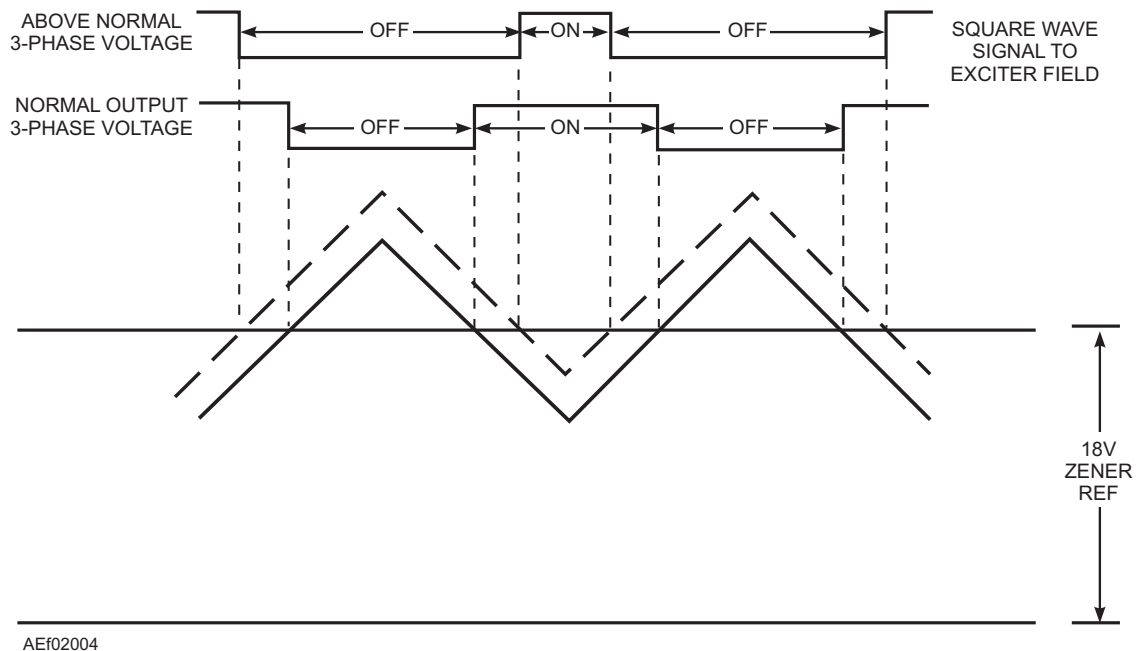 ABOVE NORMAL
3-PHASE VOLTAGE
OFF
ON
OFF
SQUARE WAVE
SIGNAL TO
EXCITER FIELD
NORMAL OUTPUT
3-PHASE VOLTAGE
OFF
ON
OFF
18V
ZENER
REF
AEf02004